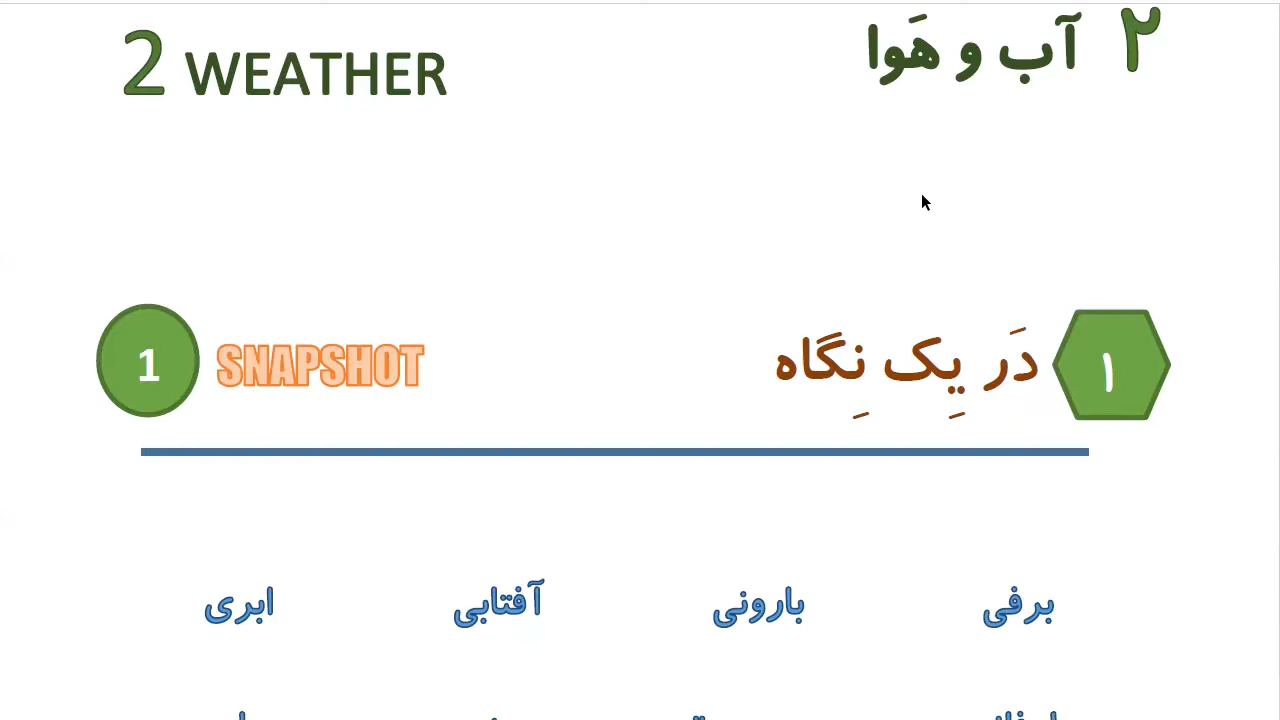 2 WEATHER
۲ آب و هَوا
1 SNAPSHOT
۱ دَر یِک نِگاه
برفی بارونی آفتابی ابری